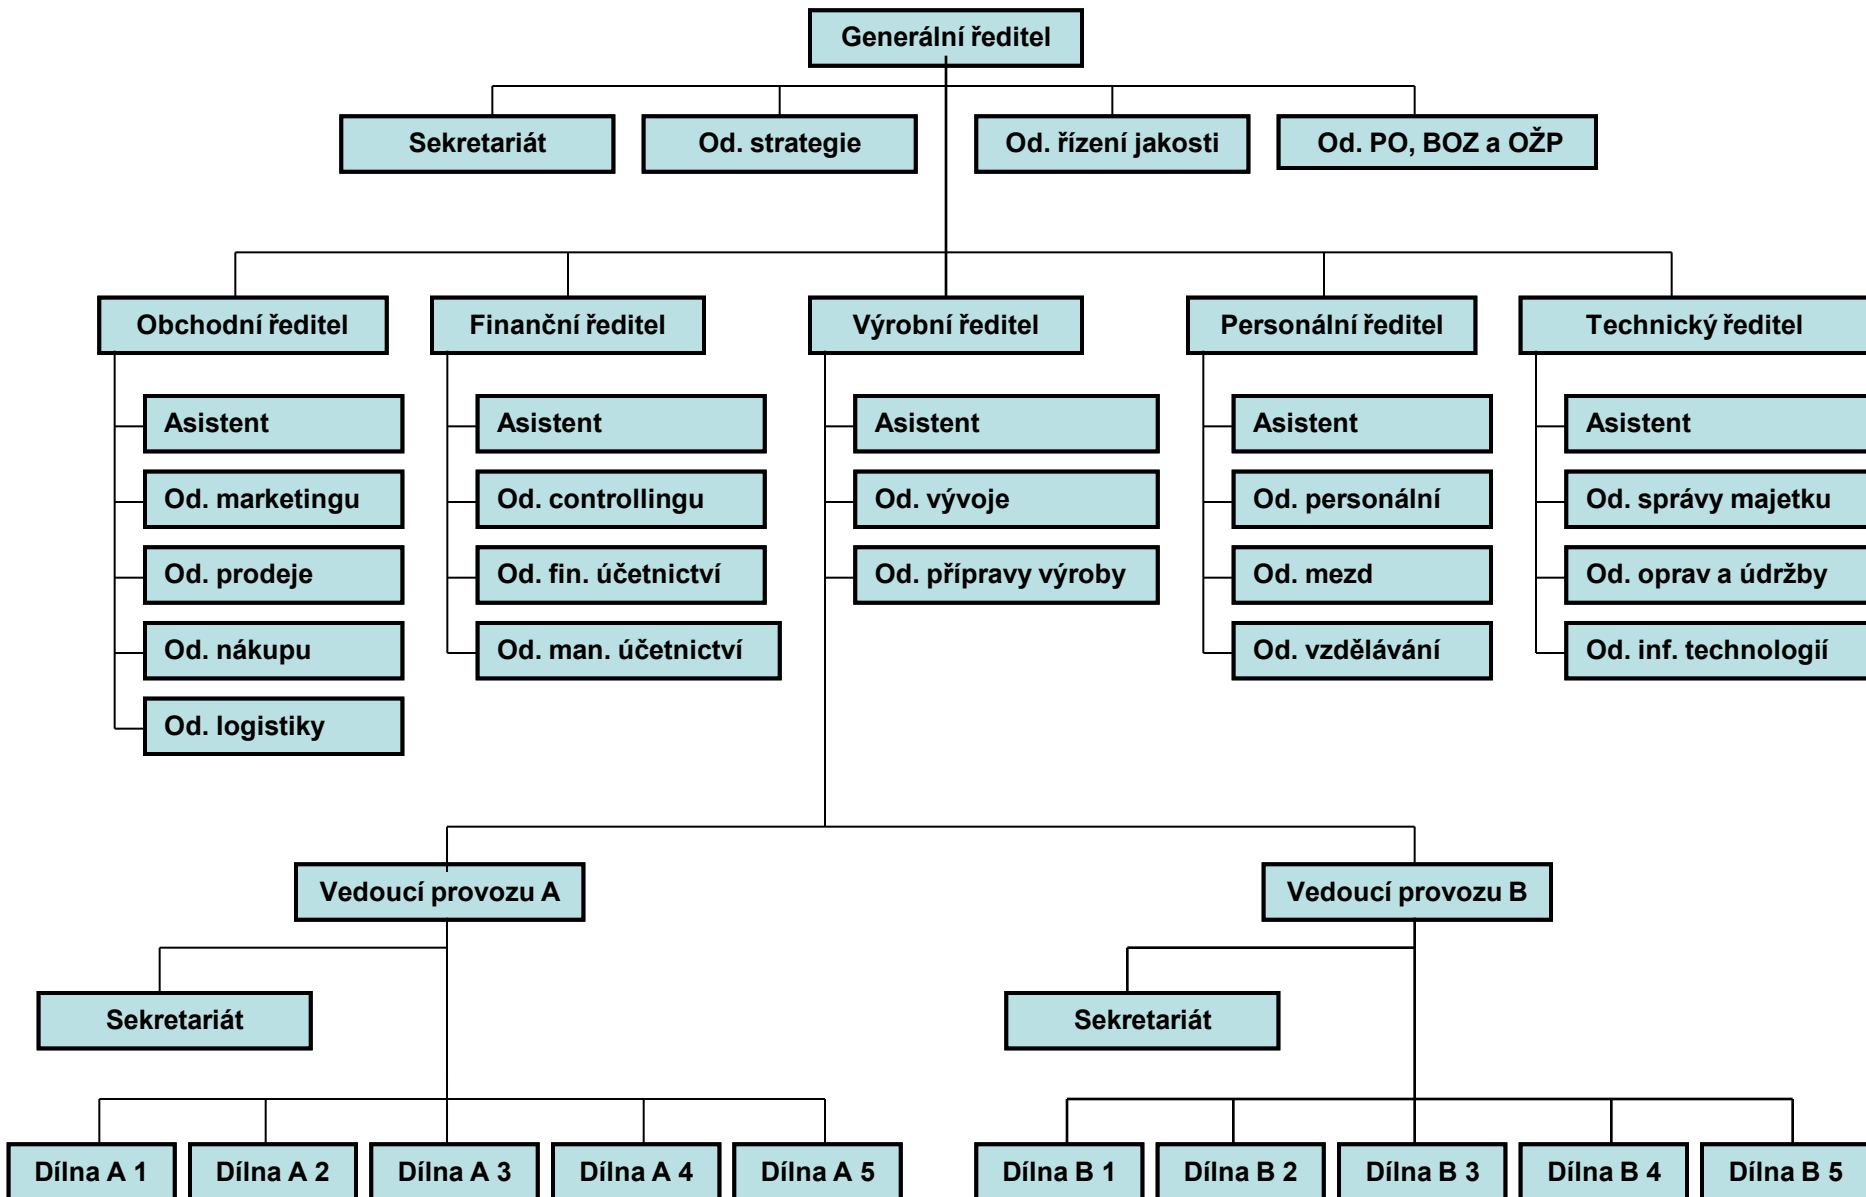 Generální ředitel
Sekretariát
Od. strategie
Od. řízení jakosti
Od. PO, BOZ a OŽP
Obchodní ředitel
Finanční ředitel
Výrobní ředitel
Personální ředitel
Technický ředitel
Asistent
Od. marketingu
Od. prodeje
Od. nákupu
Od. logistiky
Asistent
Od. controllingu
Od. fin. účetnictví
Od. man. účetnictví
Asistent
Od. vývoje
Od. přípravy výroby
Asistent
Od. personální
Od. mezd
Od. vzdělávání
Asistent
Od. správy majetku
Od. oprav a údržby
Od. inf. technologií
Vedoucí provozu A
Vedoucí provozu B
Sekretariát
Sekretariát
Dílna A 1
Dílna A 2
Dílna A 3
Dílna A 4
Dílna A 5
Dílna B 1
Dílna B 2
Dílna B 3
Dílna B 4
Dílna B 5